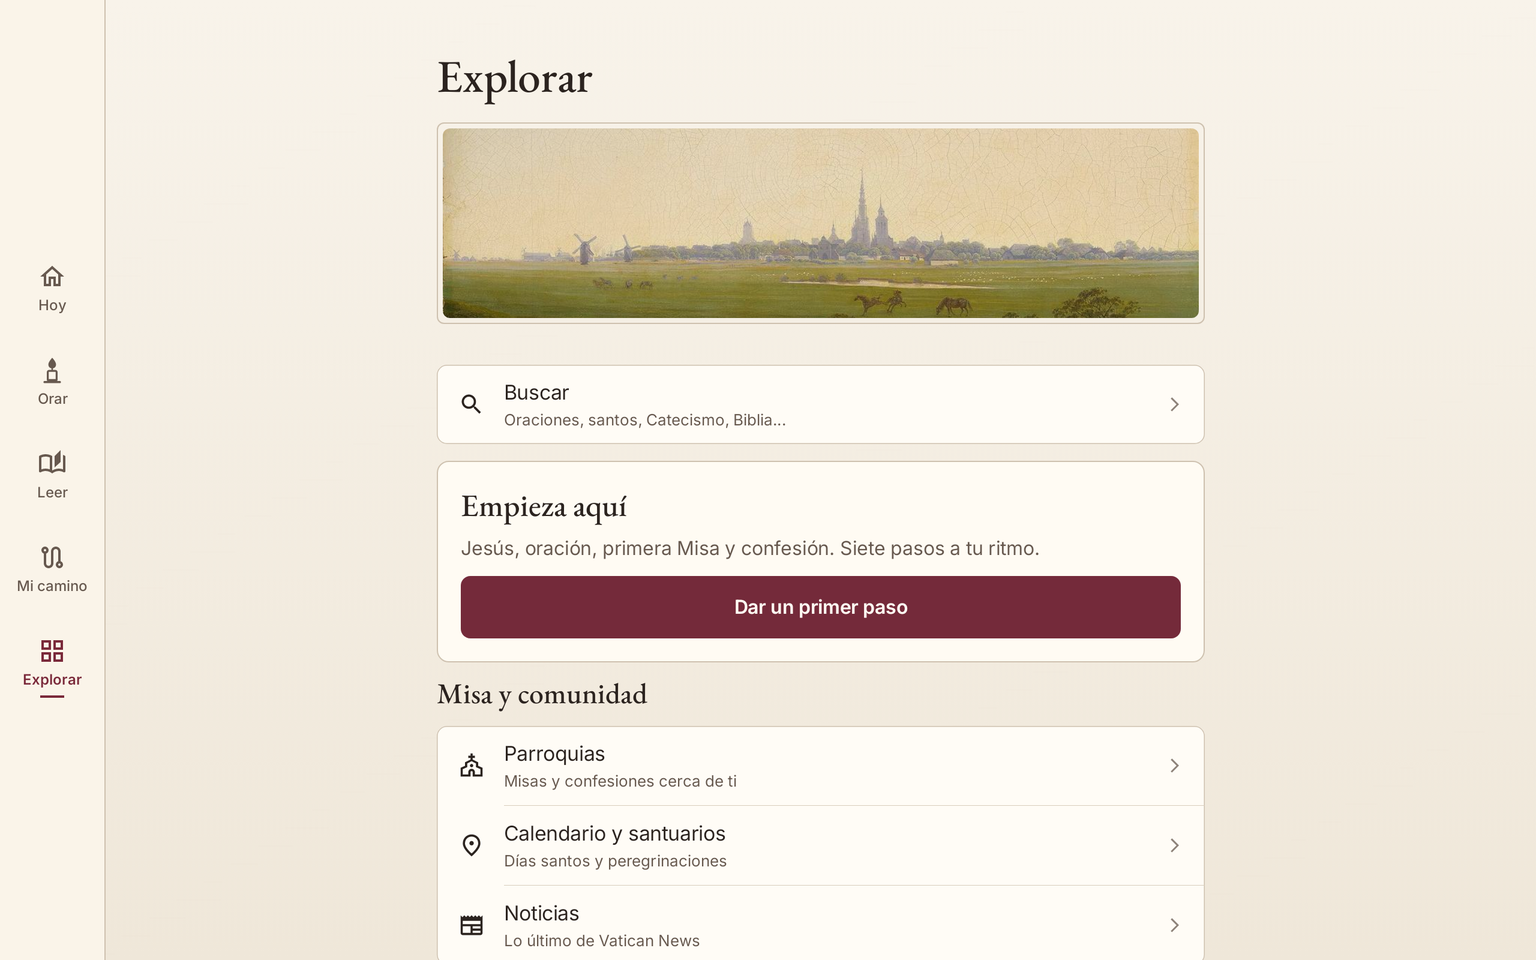 Explorar
Buscar
Oraciones, santos, Catecismo, Biblia...
Empieza aquí
Jesús, oración, primera Misa y confesión. Siete pasos a tu ritmo.
Dar un primer paso
Misa y comunidad
Parroquias
Misas y confesiones cerca de ti
Calendario y santuarios
Días santos y peregrinaciones
Noticias
Lo último de Vatican News
Hoy
Orar
Leer
Mi camino
Explorar